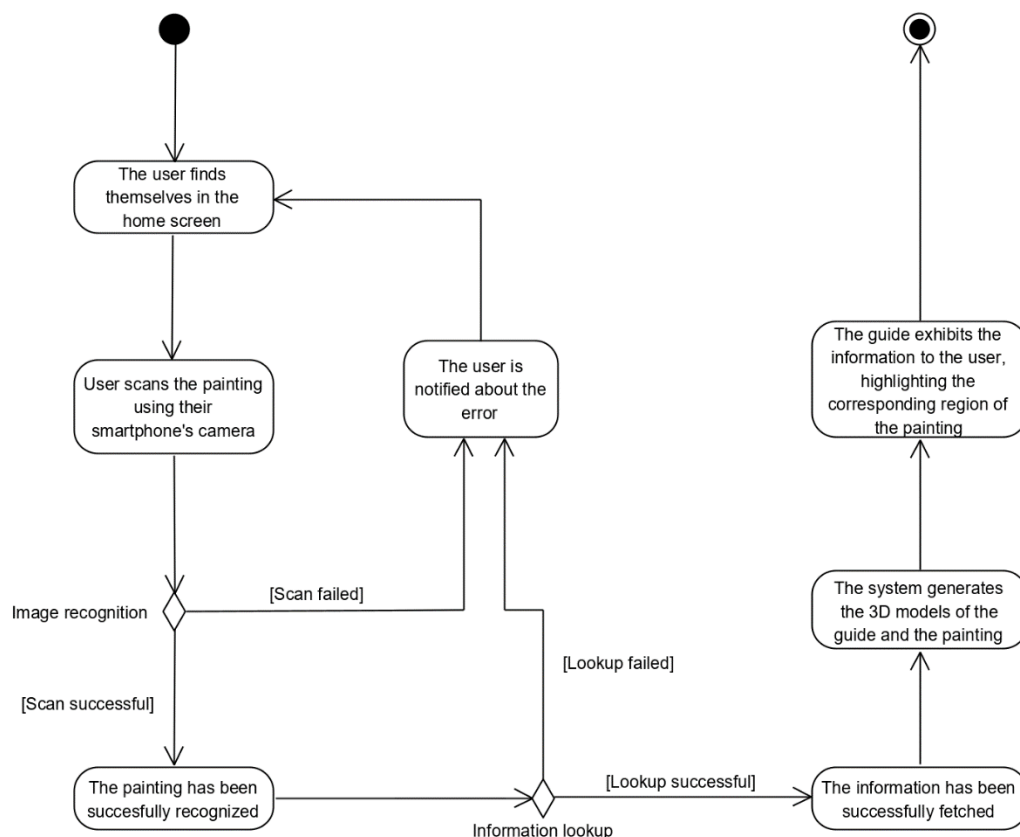 The user finds
themselves in the
home screen
User scans the painting
using their
smartphone's camera
The user is
notified about the
error
Image recognition
[Scan failed]
[Scan successful]
The painting has been
succesfully recognized
[Lookup failed]
Information lookup
[Lookup successful]
The information has been
successfully fetched
The system generates
the 3D models of the
guide and the painting
The guide exhibits the
information to the user,
highlighting the
corresponding region of
the painting